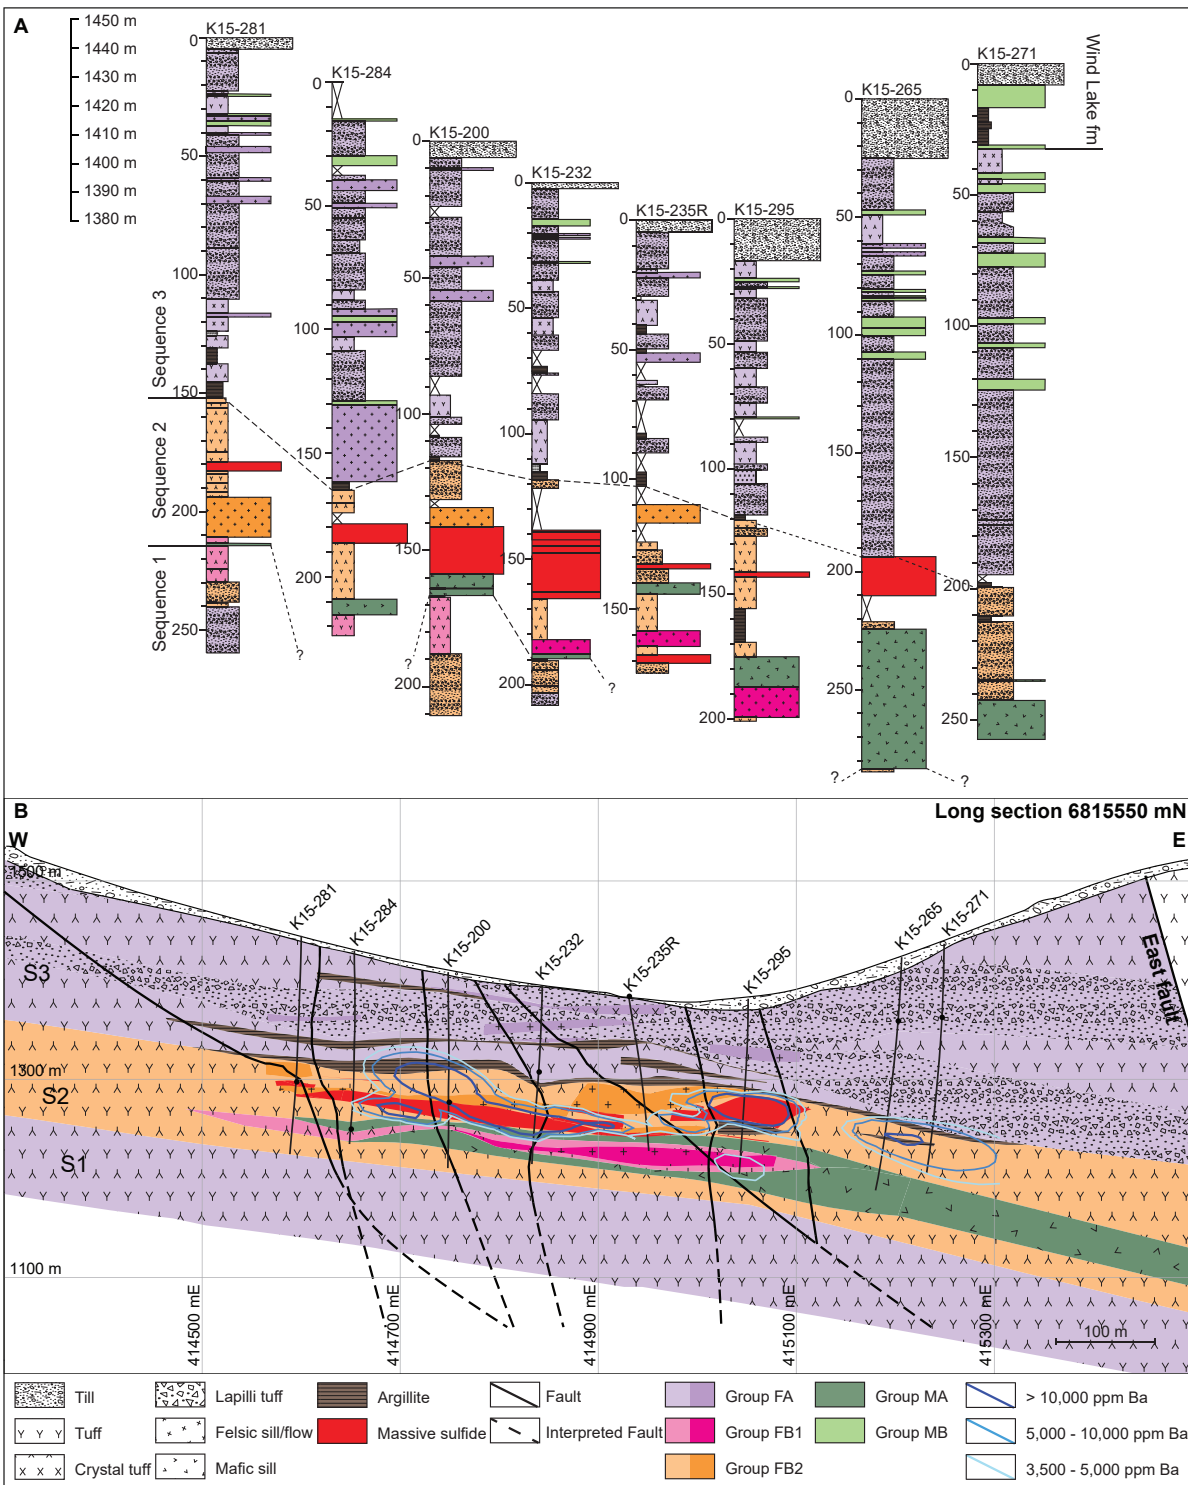 A
1450 m
1440 m
1430 m
1420 m
1410 m
1400 m
1390 m
1380 m
K15-281
0
50
100
150
200
250
Sequence 3
Sequence 2
Sequence 1
?
K15-284
0
50
100
150
200
K15-200
0
50
100
150
200
?
K15-232
0
50
100
150
200
?
K15-235R
0
50
100
150
K15-295
0
50
100
150
200
K15-265
0
50
100
150
200
250
?
?
K15-271
0
50
100
150
200
250
Wind Lake fm
B
Long section 6815550 mN
W
E
1500 m
1300 m
1100 m
K15-281
K15-284
K15-200
K15-232
K15-235R
K15-295
K15-265
K15-271
East fault
S3
S2
S1
414500 mE
414700 mE
414900 mE
415100 mE
415300 mE
100 m
Till
Lapilli tuff
Argillite
Fault
Group FA
Group MA
> 10,000 ppm Ba
Tuff
Felsic sill/flow
Massive sulfide
Interpreted Fault
Group FB1
Group MB
5,000 - 10,000 ppm Ba
Crystal tuff
Mafic sill
Group FB2
3,500 - 5,000 ppm Ba